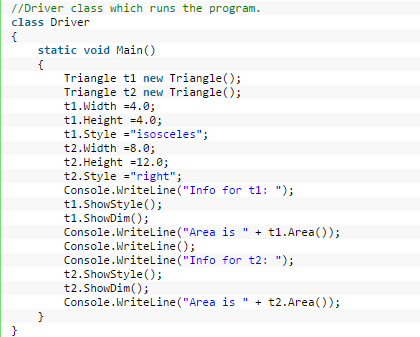 //Driver class which runs the program.
class Driver
{
static void Main()
{
Triangle t1 new Triangle();
Triangle t2 new Triangle();
t1.Width =4.0;
t1.Height =4.0;
t1.Style ="isosceles";
t2.Width =8.0;
t2.Height =12.0;
t2.Style ="right";
Console.WriteLine("Info for t1: ");
t1.ShowStyle();
t1.ShowDim();
Console.WriteLine("Area is " + t1.Area());
Console.WriteLine();
Console.WriteLine("Info for t2: ");
t2.ShowStyle();
t2.ShowDim();
Console.WriteLine("Area is " + t2.Area());
}
}